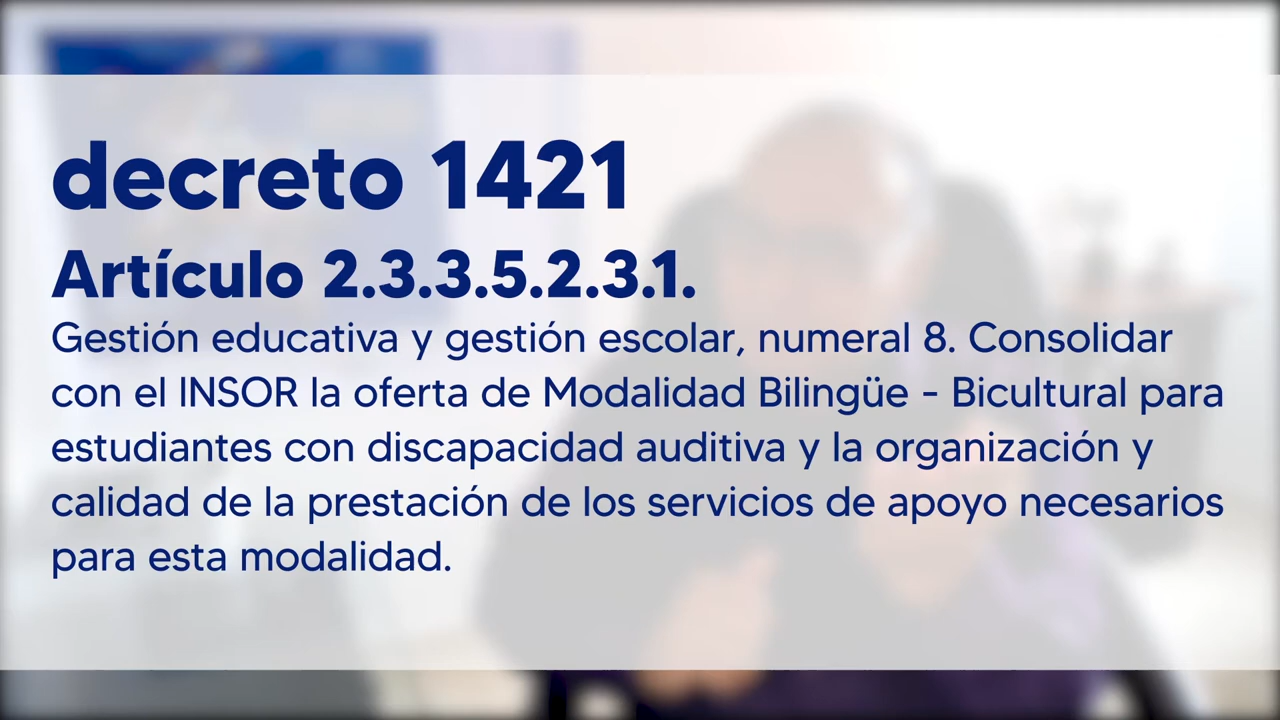 decreto 1421
Artículo 2.3.3.5.2.3.1.
Gestión educativa y gestión escolar, numeral 8. Consolidar
con el INSOR la oferta de Modalidad Bilingüe - Bicultural para
estudiantes con discapacidad auditiva y la organización y
calidad de la prestación de los servicios de apoyo necesarios
para esta modalidad.